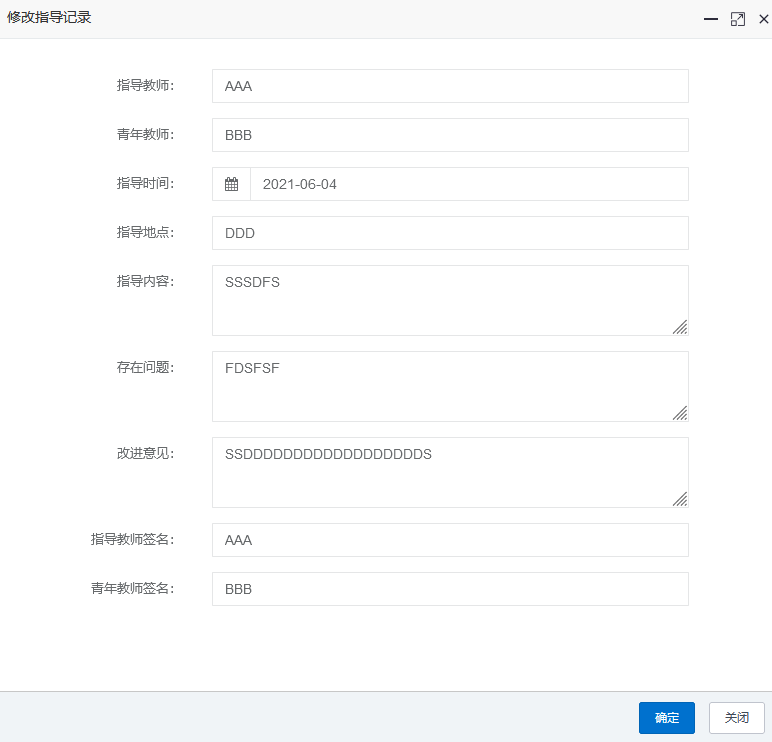 修改指导记录
指导教师: AAA
青年教师: BBB
指导时间: 2021-06-04
指导地点: DDD
指导内容: SSSDFS
存在问题: FDSFSF
改进意见: SSDDDDDDDDDDDDDDDDDDS
指导教师签名: AAA
青年教师签名: BBB
确定 关闭